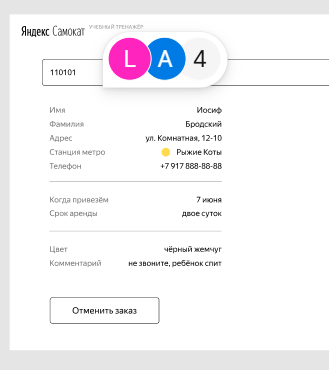 Яндекс Самокат УЧЕБНЫЙ ТРЕНАЖЁР
L A 4
110101
Имя Иосиф
Фамилия Бродский
Адрес ул. Комнатная, 12-10
Станция метро Рыжие Коты
Телефон +7 917 888-88-88
Когда привезём 7 июня
Срок аренды двое суток
Цвет чёрный жемчуг
Комментарий не звоните, ребёнок спит
Отменить заказ